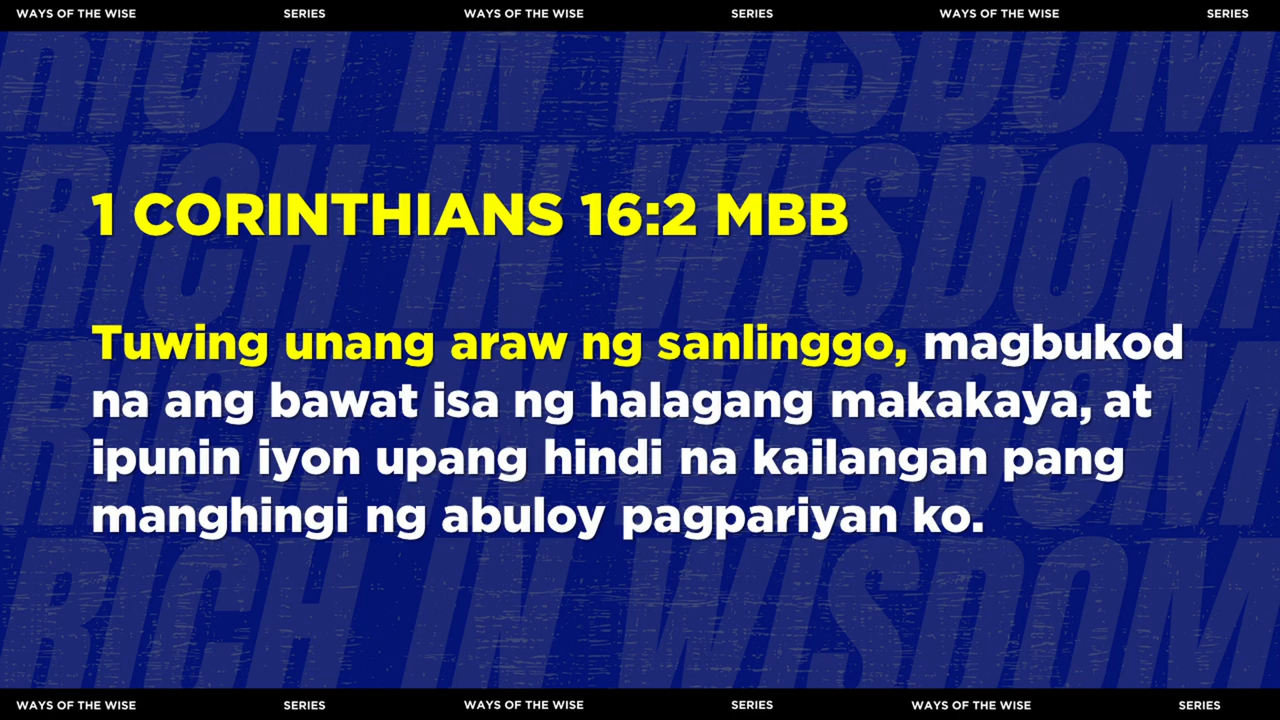 WAYS OF THE WISE SERIES WAYS OF THE WISE SERIES WAYS OF THE WISE SERIES
RICH IN WISDOM
RICH IN WISDOM
1 CORINTHIANS 16:2 MBB
Tuwing unang araw ng sanlinggo, magbukod
na ang bawat isa ng halagang makakaya, at
ipunin iyon upang hindi na kailangan pang
manghingi ng abuloy pagpariyan ko.
RICH IN WISDOM
RICH IN WISDOM
WAYS OF THE WISE SERIES WAYS OF THE WISE SERIES WAYS OF THE WISE SERIES